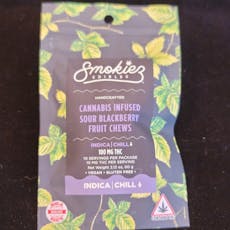 Smokiez
EDIBLES
HANDCRAFTED
CANNABIS INFUSED
SOUR BLACKBERRY
FRUIT CHEWS
INDICA | CHILL
100 MG THC
10 SERVINGS PER PACKAGE
10 MG THC PER SERVING
• VEGAN • GLUTEN FREE •
INDICA | CHILL